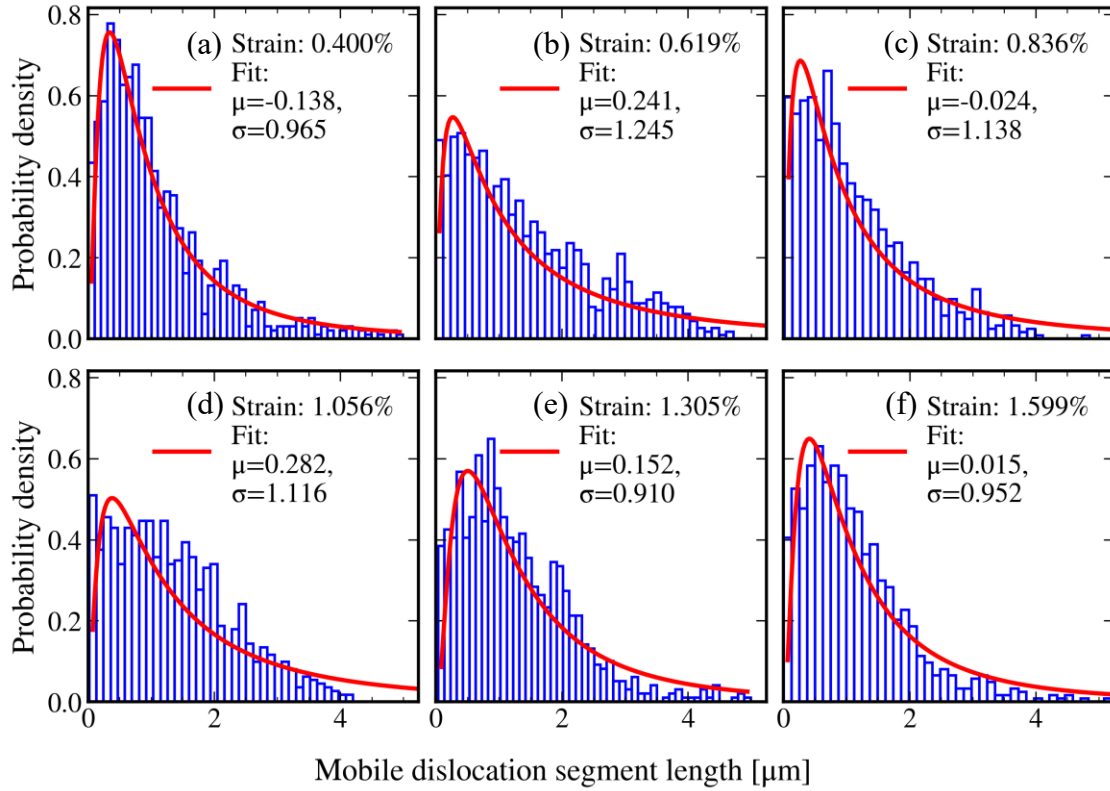 0.8
0.6
0.4
0.2
0.0
Probability density
(a)
Strain: 0.400%
Fit:
μ=-0.138,
σ=0.965
(b)
Strain: 0.619%
Fit:
μ=0.241,
σ=1.245
(c)
Strain: 0.836%
Fit:
μ=-0.024,
σ=1.138
0.8
0.6
0.4
0.2
0.0
Probability density
(d)
Strain: 1.056%
Fit:
μ=0.282,
σ=1.116
(e)
Strain: 1.305%
Fit:
μ=0.152,
σ=0.910
(f)
Strain: 1.599%
Fit:
μ=0.015,
σ=0.952
0 2 4
0 2 4
0 2 4
Mobile dislocation segment length [μm]